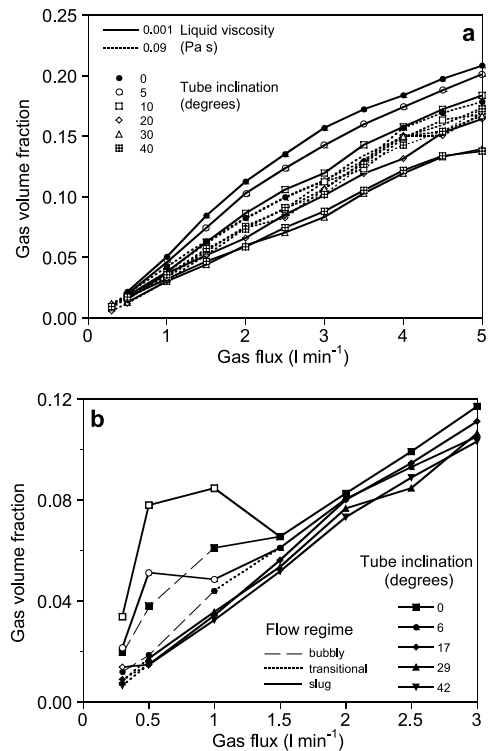 0.25
0.20
0.15
0.10
0.05
0.00
Gas volume fraction
0.001 Liquid viscosity
0.09 (Pa s)
a
0 Tube inclination
5 (degrees)
10
20
30
40
0 1 2 3 4 5
Gas flux (l min⁻¹)
b
0.12
0.08
0.04
0.00
Gas volume fraction
Flow regime
bubbly
transitional
slug
Tube inclination
(degrees)
0
6
17
29
42
0 0.5 1 1.5 2 2.5 3
Gas flux (l min⁻¹)